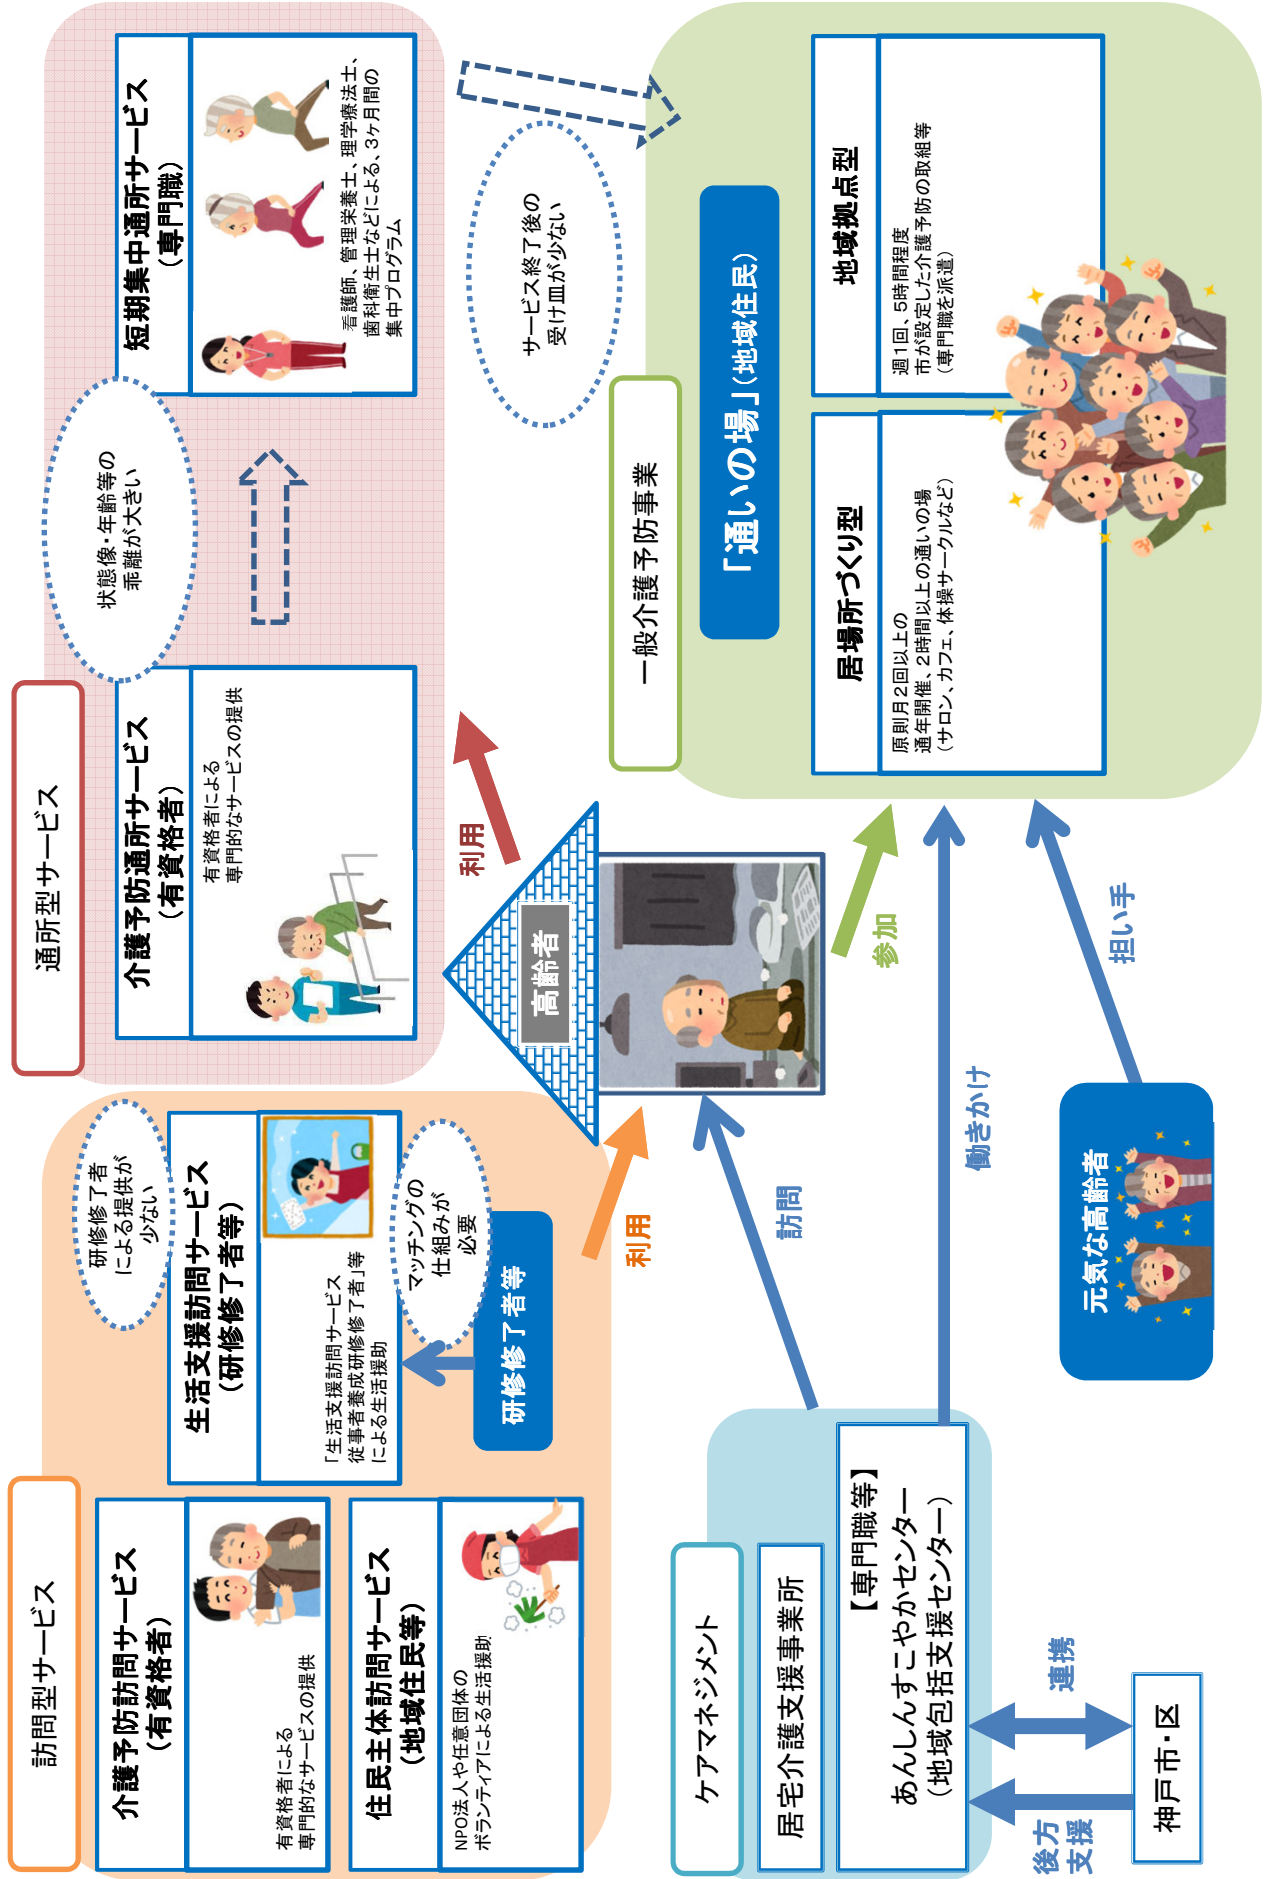 訪問型サービス
介護予防訪問サービス
（有資格者）
有資格者による
専門的なサービスの提供
住民主体訪問サービス
（地域住民等）
NPO法人や任意団体の
ボランティアによる生活援助
研修修了者
による提供が
少ない
生活支援訪問サービス
（研修修了者等）
「生活支援訪問サービス
従事者養成研修修了者」等
による生活援助
マッチングの
仕組みが
必要
研修修了者等
利用
通所型サービス
介護予防通所サービス
（有資格者）
有資格者による
専門的なサービスの提供
状態像・年齢等の
乖離が大きい
短期集中通所サービス
（専門職）
看護師、管理栄養士、理学療法士、
歯科衛生士などによる、3ヶ月間の
集中プログラム
利用
サービス終了後の
受け皿が少ない
高齢者
ケアマネジメント
居宅介護支援事業所
【専門職等】
あんしんすこやかセンター
（地域包括支援センター）
訪問
働きかけ
後方
支援
連携
神戸市・区
元気な高齢者
担い手
参加
一般介護予防事業
「通いの場」（地域住民）
居場所づくり型
原則月2回以上の
通年開催、2時間以上の通いの場
（サロン、カフェ、体操サークルなど）
地域拠点型
週1回、5時間程度
市が設定した介護予防の取組等
（専門職を派遣）